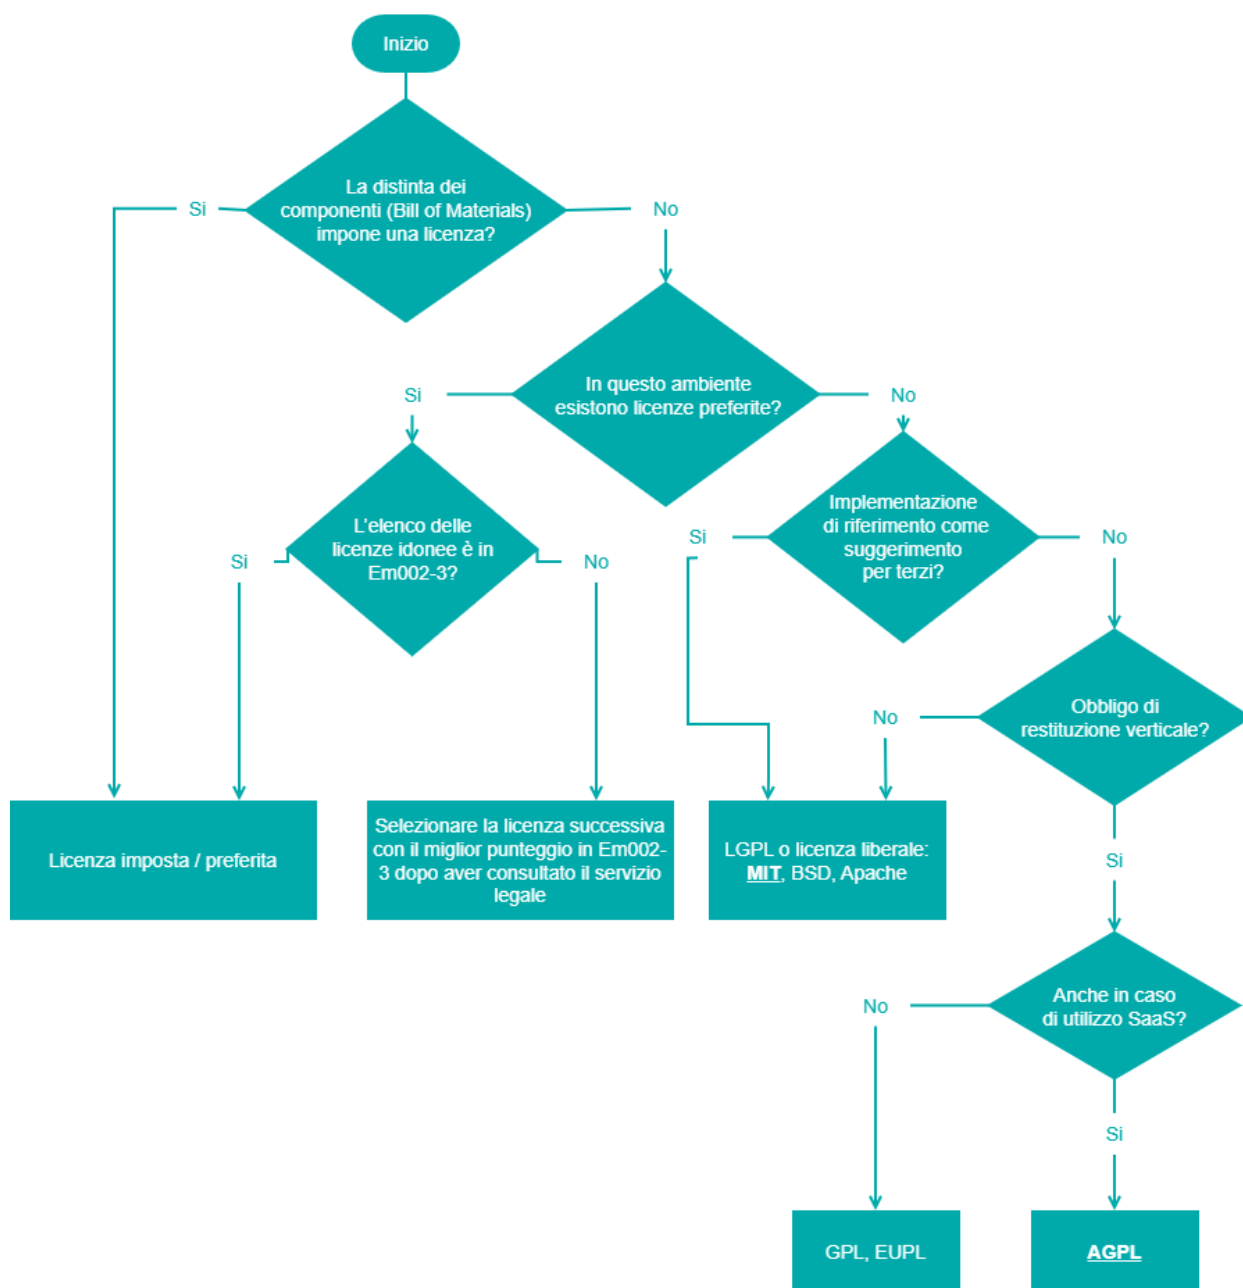 Inizio
La distinta dei
componenti (Bill of Materials)
impone una licenza?
Si
No
In questo ambiente
esistono licenze preferite?
Si
No
L'elenco delle
licenze idonee è in
Em002-3?
Implementazione
di riferimento come
suggerimento
per terzi?
Si
No
Si
No
Obbligo di
restituzione verticale?
No
Si
Licenza imposta / preferita
Selezionare la licenza successiva
con il miglior punteggio in Em002-
3 dopo aver consultato il servizio
legale
LGPL o licenza liberale:
MIT, BSD, Apache
Anche in caso
di utilizzo SaaS?
No
Si
GPL, EUPL
AGPL